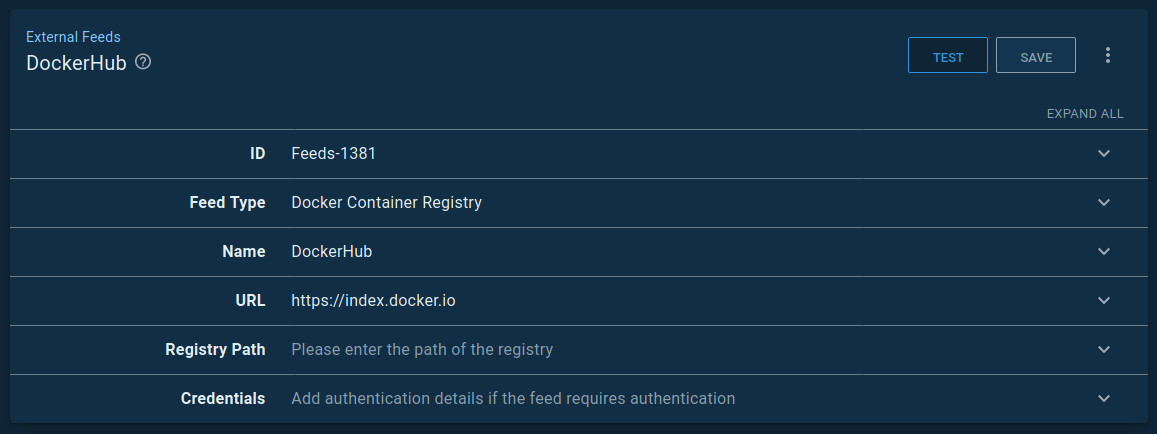 External Feeds
DockerHub
TEST SAVE
EXPAND ALL
ID Feeds-1381
Feed Type Docker Container Registry
Name DockerHub
URL https://index.docker.io
Registry Path Please enter the path of the registry
Credentials Add authentication details if the feed requires authentication